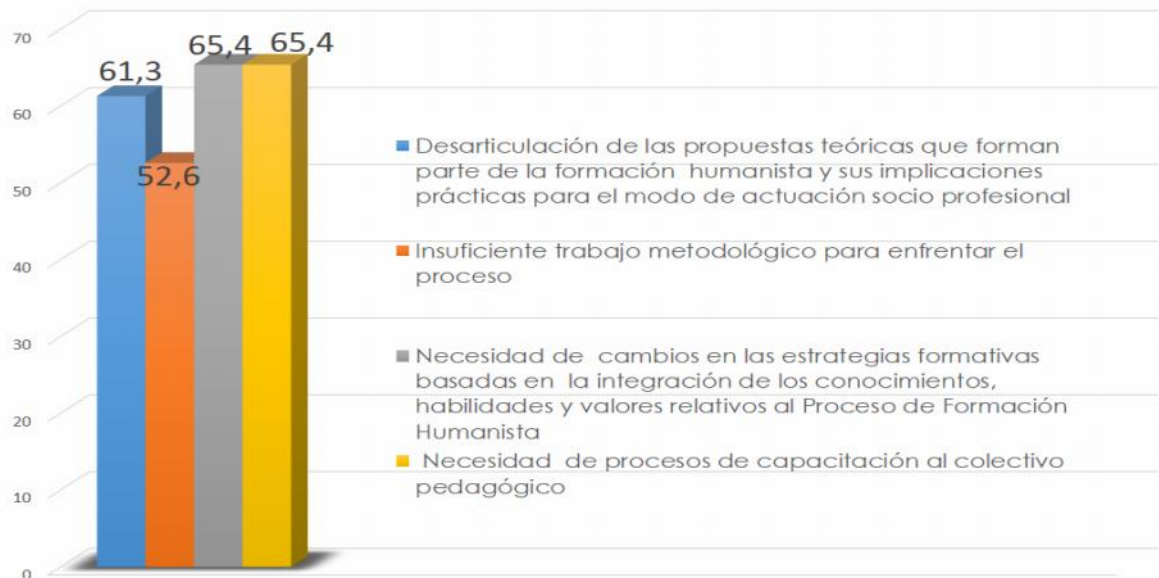 70
60
50
40
30
20
10
0
61,3
52,6
65,4
65,4
Desarticulación de las propuestas teóricas que forman
parte de la formación humanista y sus implicaciones
prácticas para el modo de actuación socio profesional
Insuficiente trabajo metodológico para enfrentar el
proceso
Necesidad de cambios en las estrategias formativas
basadas en la integración de los conocimientos,
habilidades y valores relativos al Proceso de Formación
Humanista
Necesidad de procesos de capacitación al colectivo
pedagógico